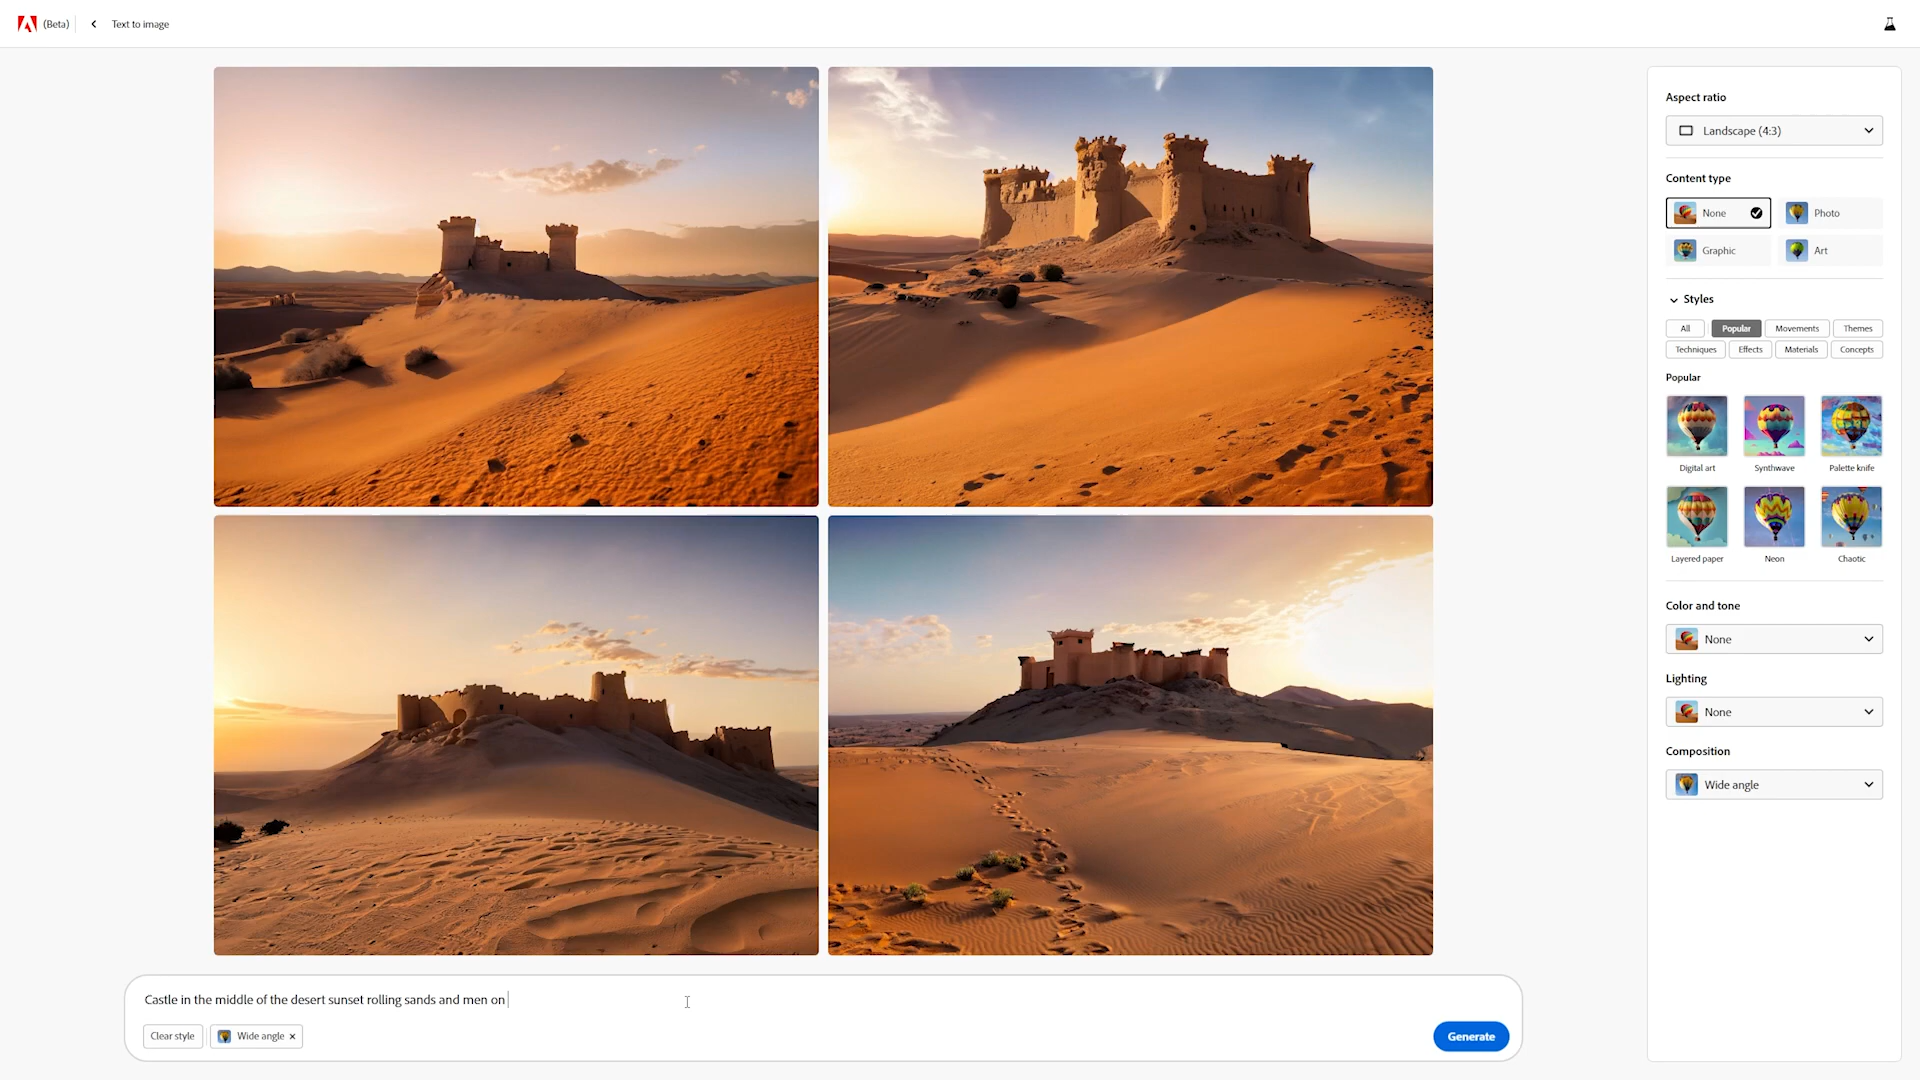 (Beta)
Text to image
Aspect ratio
Landscape (4:3)
Content type
None
Photo
Graphic
Art
Styles
All
Popular
Movements
Themes
Techniques
Effects
Materials
Concepts
Popular
Digital art
Synthwave
Palette knife
Layered paper
Neon
Chaotic
Color and tone
None
Lighting
None
Composition
Wide angle
Castle in the middle of the desert sunset rolling sands and men on
Clear style
Wide angle
Generate